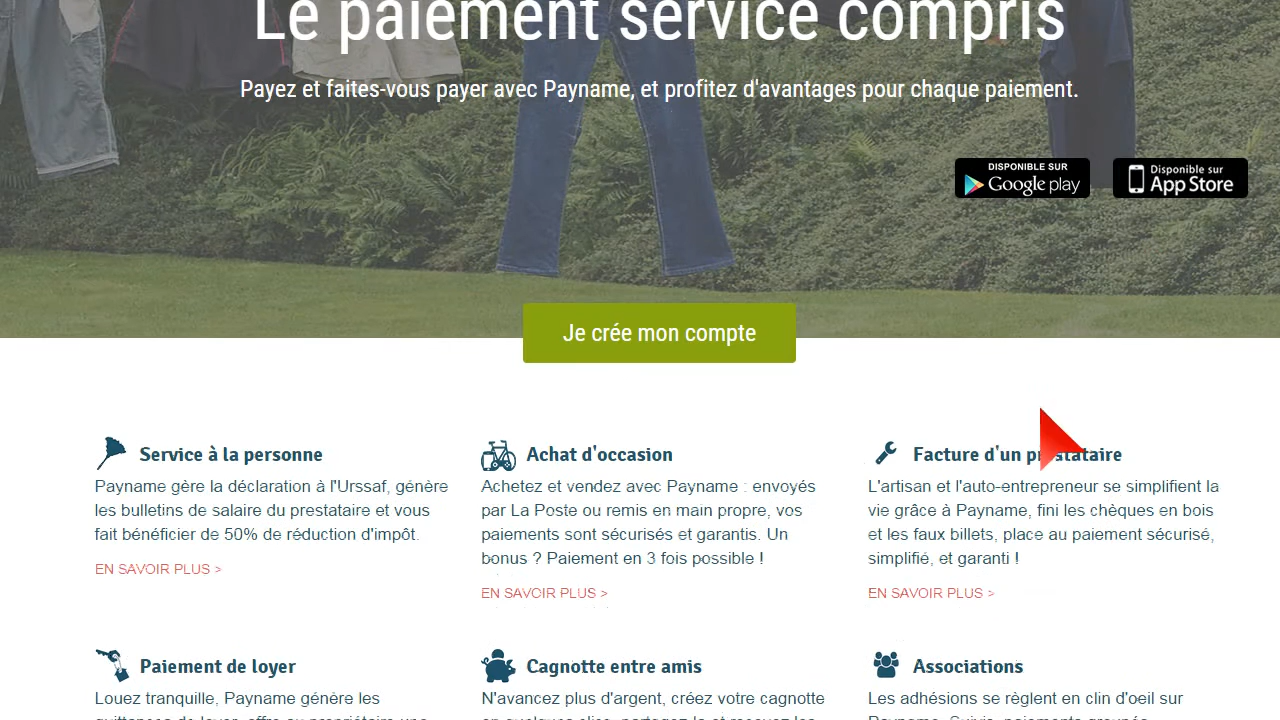 Le paiement service compris
Payez et faites-vous payer avec Payname, et profitez d'avantages pour chaque paiement.
DISPONIBLE SUR
Google play
Disponible sur
App Store
Je crée mon compte
Service à la personne
Payname gère la déclaration à l'Urssaf, génère
les bulletins de salaire du prestataire et vous
fait bénéficier de 50% de réduction d'impôt.
EN SAVOIR PLUS >
Achat d'occasion
Achetez et vendez avec Payname : envoyés
par La Poste ou remis en main propre, vos
paiements sont sécurisés et garantis. Un
bonus ? Paiement en 3 fois possible !
EN SAVOIR PLUS >
Facture d'un prestataire
L'artisan et l'auto-entrepreneur se simplifient la
vie grâce à Payname, fini les chèques en bois
et les faux billets, place au paiement sécurisé,
simplifié, et garanti !
EN SAVOIR PLUS >
Paiement de loyer
Louez tranquille, Payname génère les
Cagnotte entre amis
N'avancez plus d'argent, créez votre cagnotte
Associations
Les adhésions se règlent en clin d'oeil sur